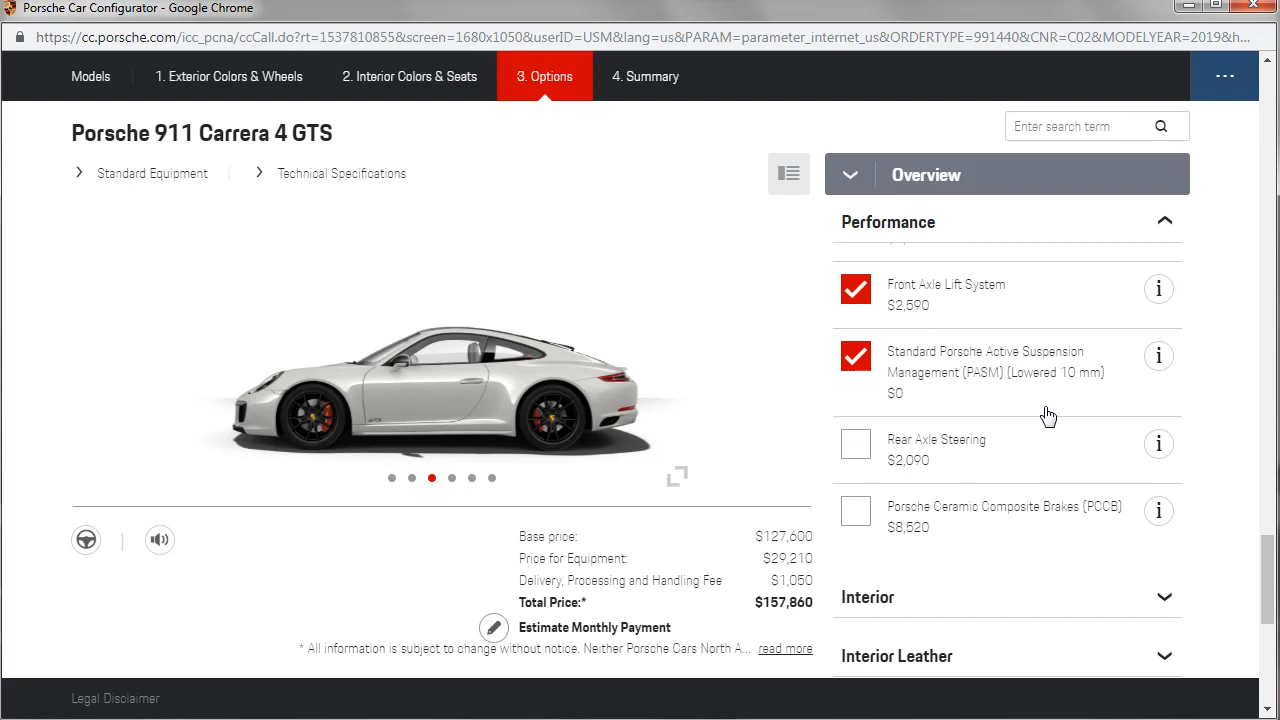 Porsche Car Configurator - Google Chrome
https://cc.porsche.com/icc_pcna/ccCall.do?rt=1537810855&screen=1680x1050&userID=USM&lang=us&PARAM=parameter_internet_us&ORDERTYPE=991440&CNR=C02&MODELYEAR=2019&h...
Models
1. Exterior Colors & Wheels
2. Interior Colors & Seats
3. Options
4. Summary
Porsche 911 Carrera 4 GTS
Enter search term
Standard Equipment
Technical Specifications
Overview
Performance
Front Axle Lift System
$2,590
Standard Porsche Active Suspension
Management (PASM) (Lowered 10 mm)
$0
Rear Axle Steering
$2,090
Porsche Ceramic Composite Brakes (PCCB)
$8,520
Interior
Interior Leather
GTS
Base price: $127,600
Price for Equipment: $29,210
Delivery, Processing and Handling Fee $1,050
Total Price:* $157,860
Estimate Monthly Payment
* All information is subject to change without notice. Neither Porsche Cars North A... read more
Legal Disclaimer